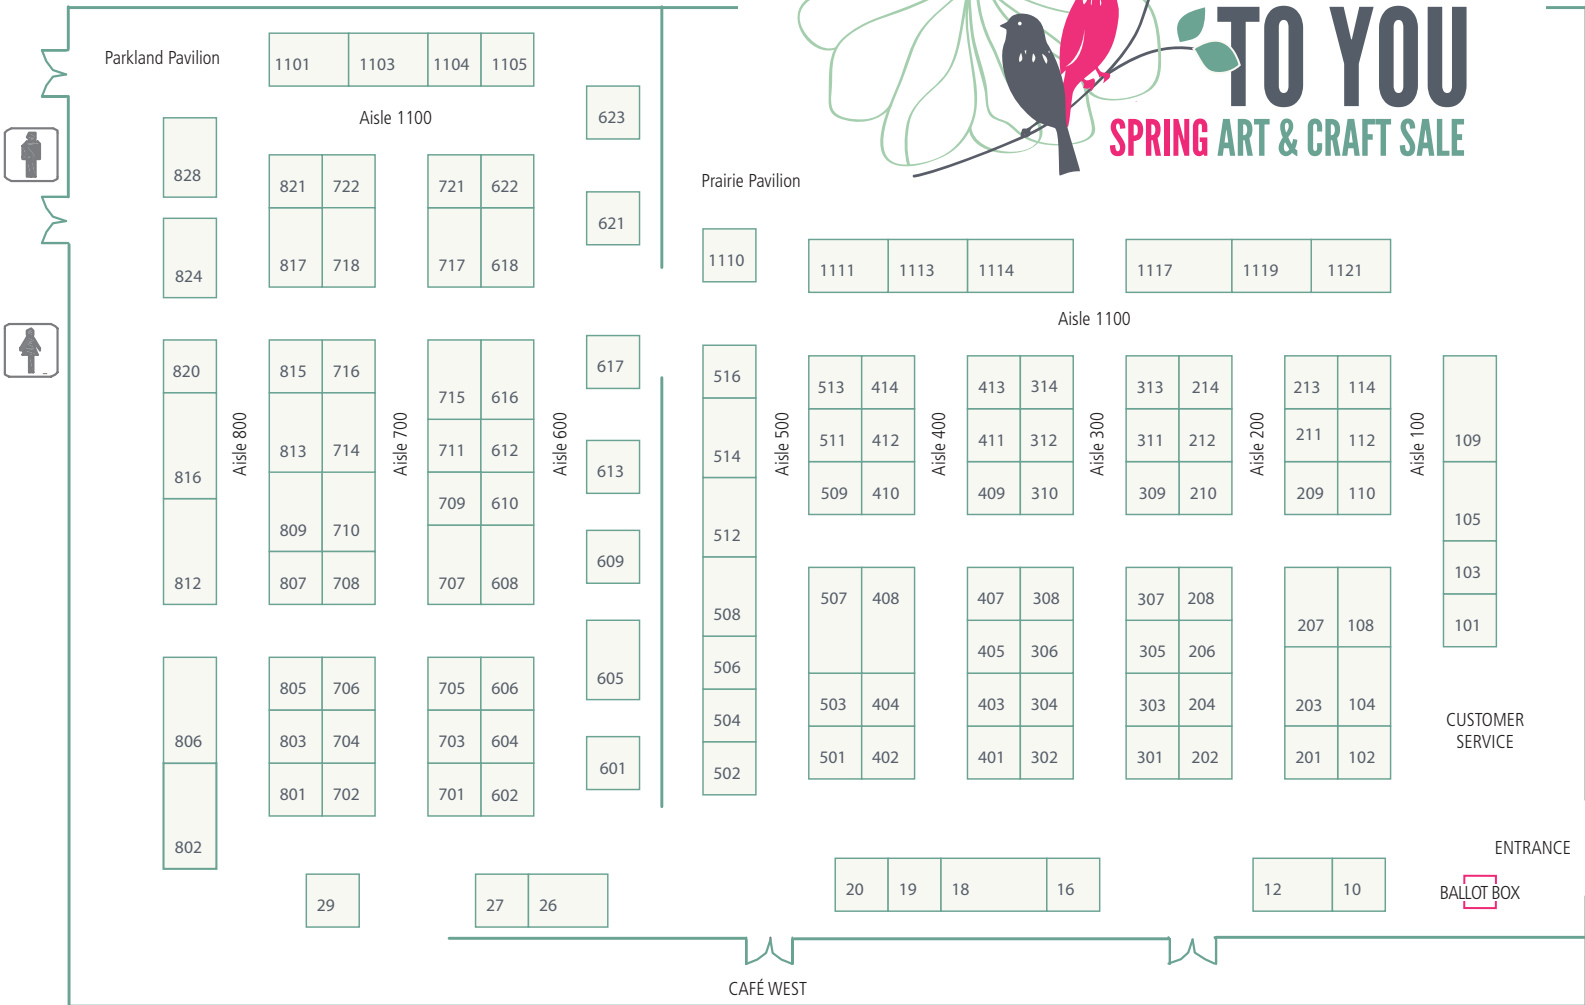 TO YOU
SPRING ART & CRAFT SALE
Parkland Pavilion
1101 1103 1104 1105
Aisle 1100
623
828
821 722 721 622
621
824
817 718 717 618
Prairie Pavilion
1110
1111 1113 1114 1117 1119 1121
Aisle 1100
820 815 716 715 616 617
816 813 714 711 612 613
812 809 710 709 610 609
807 708 707 608
Aisle 800
Aisle 700
Aisle 600
806 805 706 705 606 605
803 704 703 604
802 801 702 701 602 601
29 27 26
516 513 414 413 314 313 214 213 114
514 511 412 411 312 311 212 211 112 109
512 509 410 409 310 309 210 209 110 105
Aisle 500
Aisle 400
Aisle 300
Aisle 200
Aisle 100
103
508 507 408 407 308 307 208 207 108 101
506 405 306 305 206
504 503 404 403 304 303 204 203 104
502 501 402 401 302 301 202 201 102
CUSTOMER
SERVICE
ENTRANCE
20 19 18 16 12 10
BALLOT BOX
CAFÉ WEST